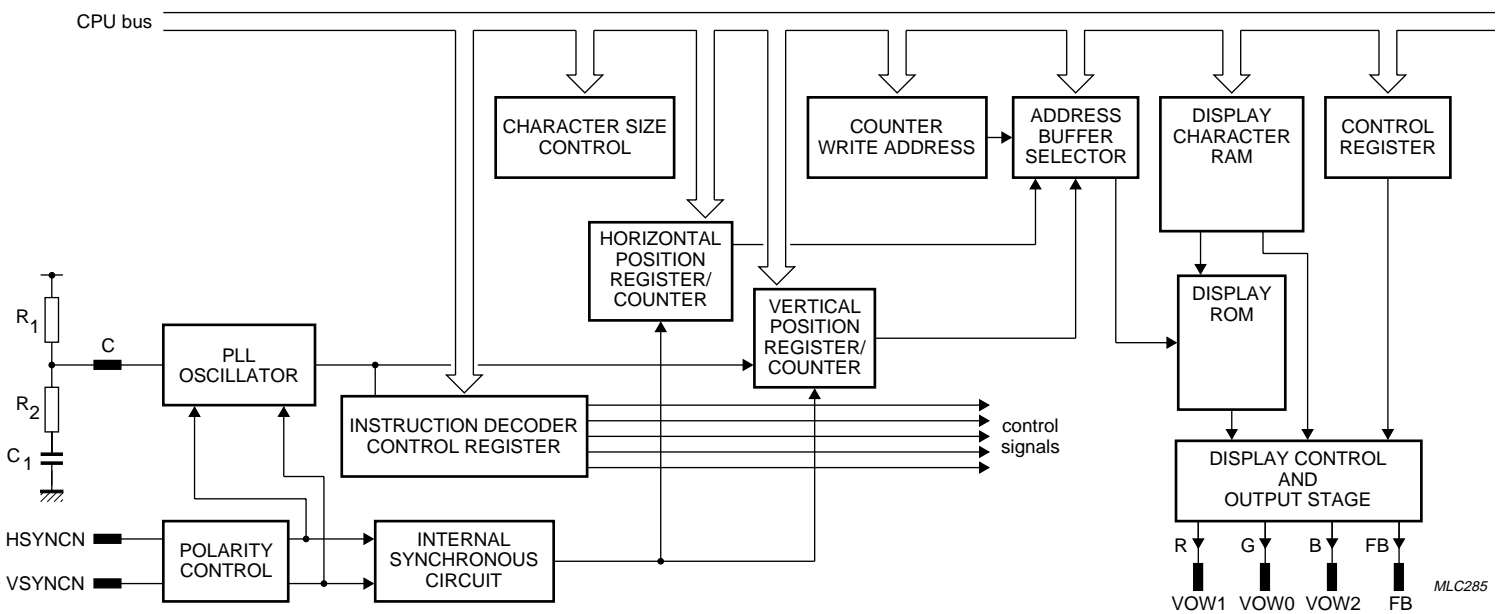 CPU bus
CHARACTER SIZE
CONTROL
COUNTER
WRITE ADDRESS
ADDRESS
BUFFER
SELECTOR
DISPLAY
CHARACTER
RAM
CONTROL
REGISTER
HORIZONTAL
POSITION
REGISTER/
COUNTER
VERTICAL
POSITION
REGISTER/
COUNTER
DISPLAY
ROM
R1
C
PLL
OSCILLATOR
R2
C1
INSTRUCTION DECODER
CONTROL REGISTER
control
signals
DISPLAY CONTROL
AND
OUTPUT STAGE
HSYNCN
VSYNCN
POLARITY
CONTROL
INTERNAL
SYNCHRONOUS
CIRCUIT
R G B FB
VOW1 VOW0 VOW2 FB
MLC285